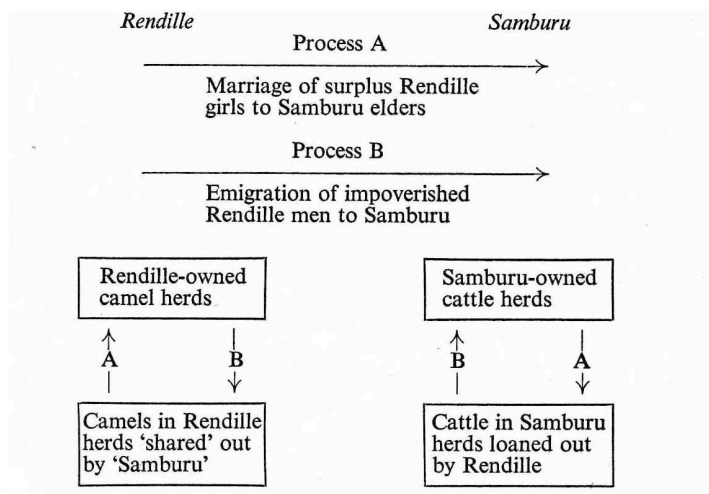 Rendille Samburu
Process A
Marriage of surplus Rendille
girls to Samburu elders
Process B
Emigration of impoverished
Rendille men to Samburu
Rendille-owned
camel herds
Samburu-owned
cattle herds
A B B A
Camels in Rendille
herds ‘shared’ out
by ‘Samburu’
Cattle in Samburu
herds loaned out
by Rendille